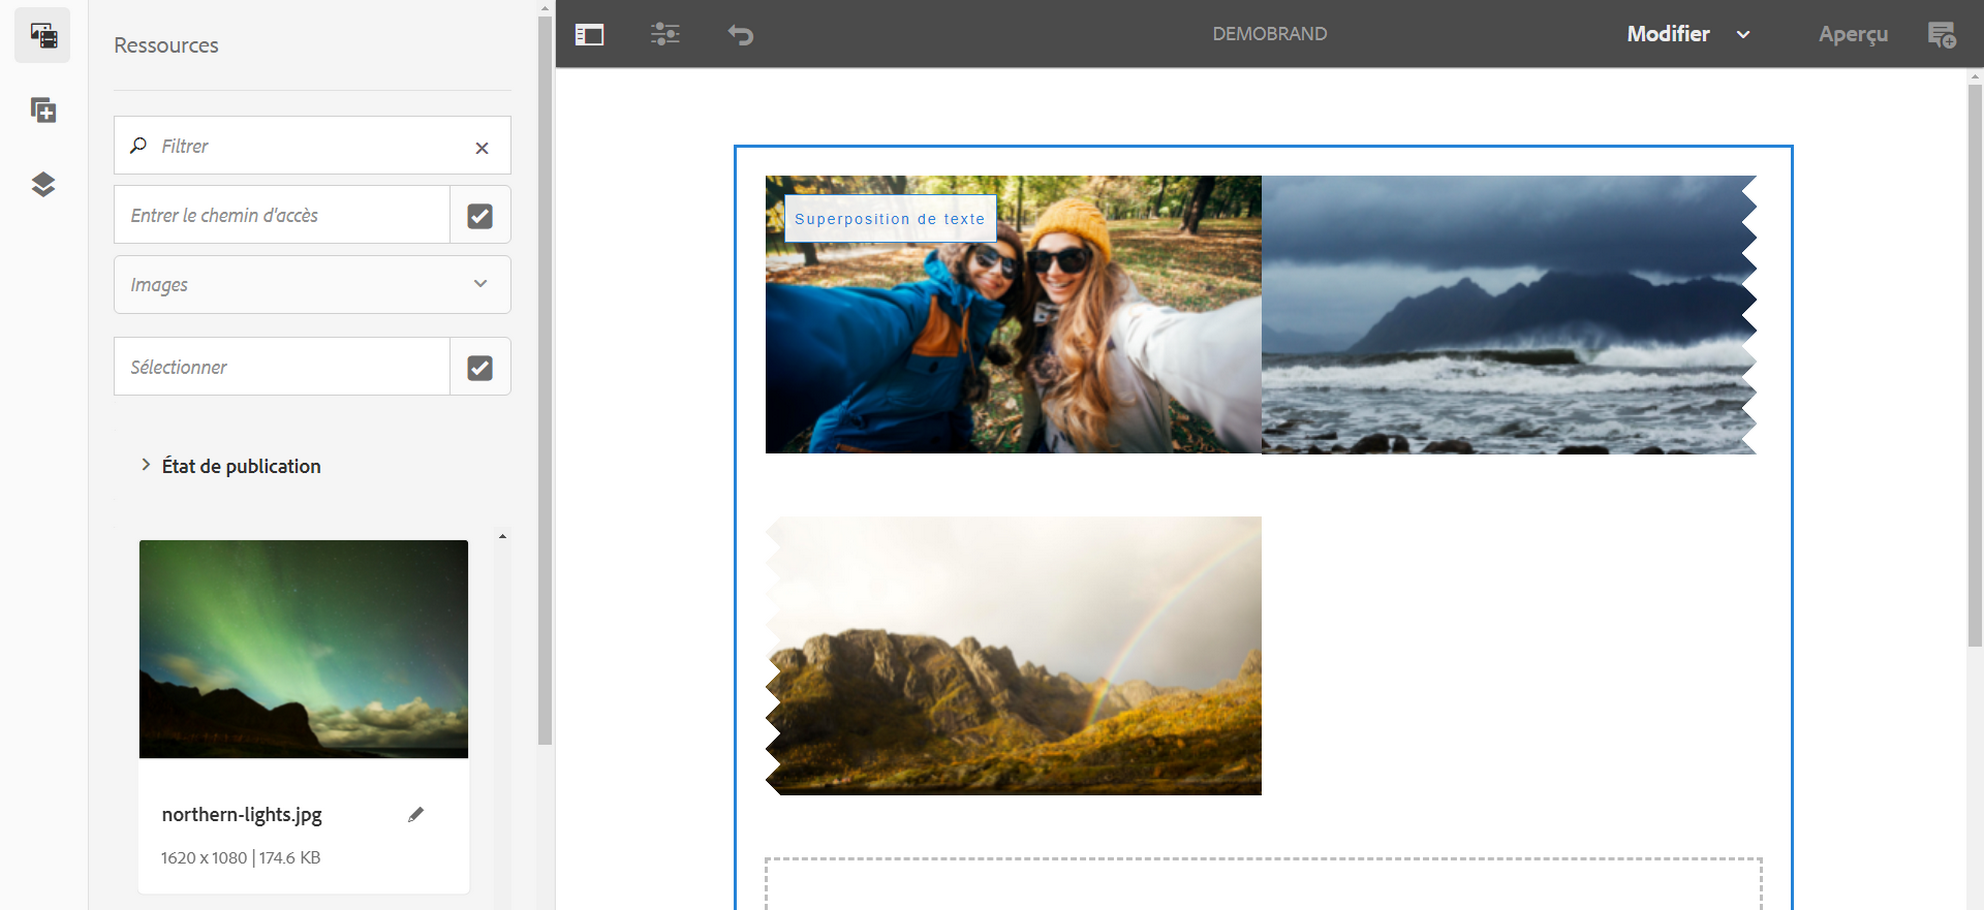 Ressources
Filtrer
Entrer le chemin d'accès
Images
Sélectionner
État de publication
northern-lights.jpg
1620 x 1080 | 174.6 KB
DEMOBRAND
Modifier
Aperçu
Superposition de texte